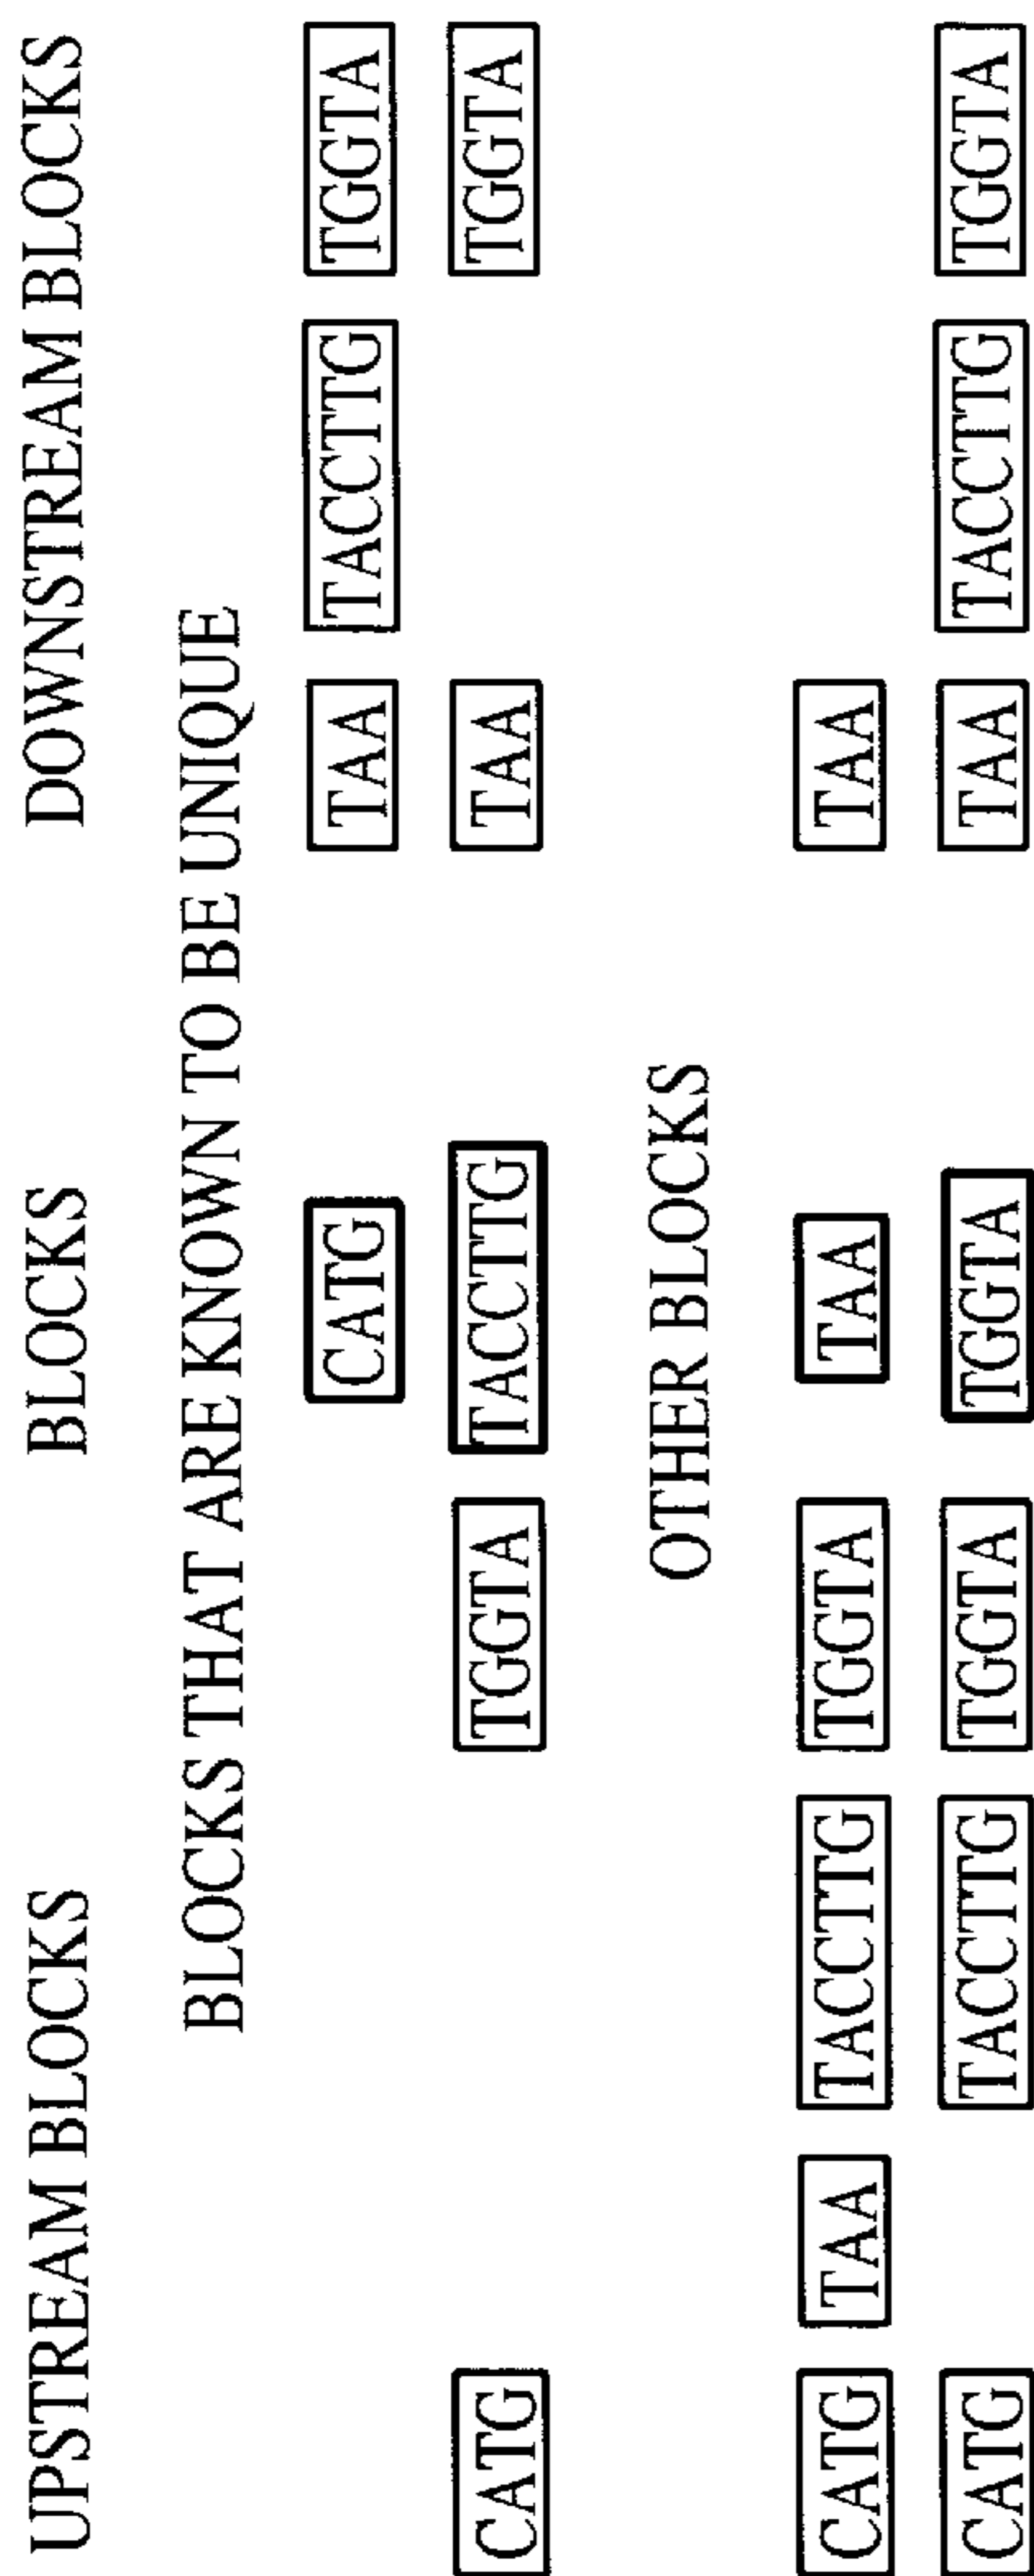 UPSTREAM BLOCKS BLOCKS DOWNSTREAM BLOCKS
BLOCKS THAT ARE KNOWN TO BE UNIQUE
CATG TAA TACCTTG TGGTA
CATG TGGTA TACCTTG TAA TGGTA
OTHER BLOCKS
CATG TAA TACCTTG TGGTA TAA TAA
CATG TACCTTG TGGTA TGGTA TAA TACCTTG TGGTA